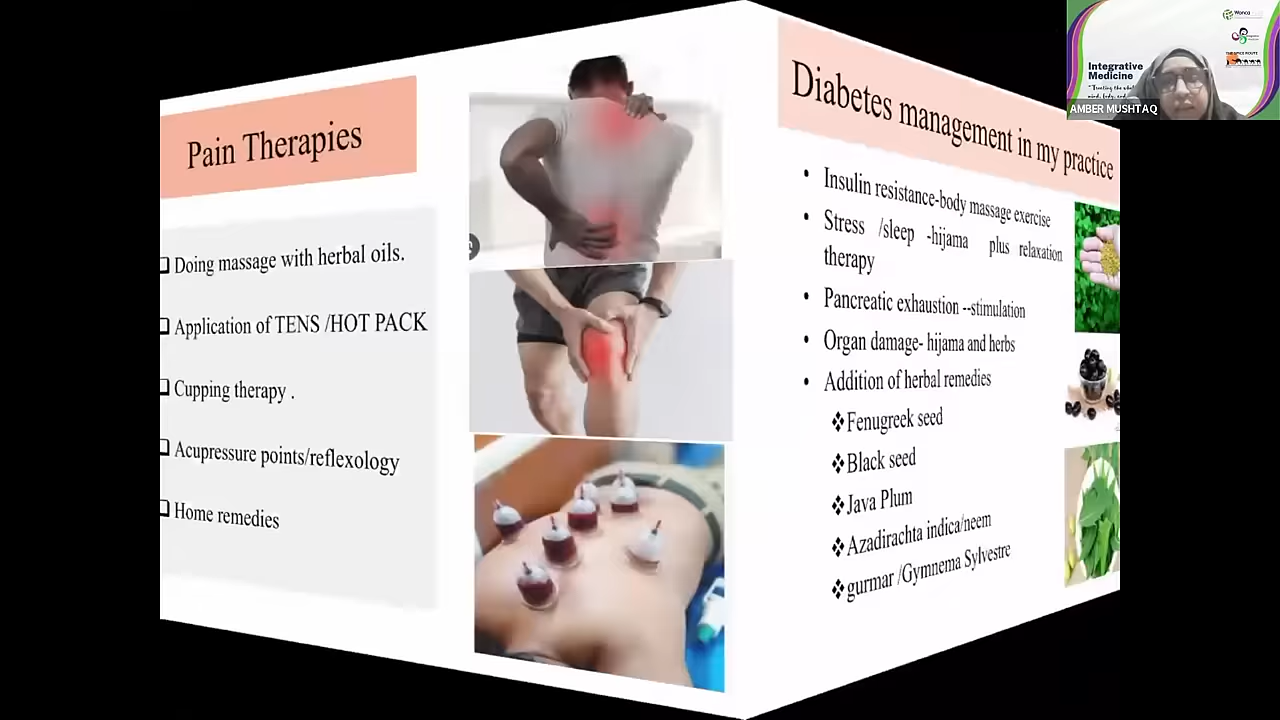 Pain Therapies
Doing massage with herbal oils.
Application of TENS /HOT PACK
Cupping therapy .
Acupressure points/reflexology
Home remedies
Diabetes management in my practice
Insulin resistance-body massage exercise
Stress /sleep -hijama plus relaxation
therapy
Pancreatic exhaustion --stimulation
Organ damage- hijama and herbs
Addition of herbal remedies
Fenugreek seed
Black seed
Java Plum
Azadirachta indica/neem
gurmar /Gymnema Sylvestre
Wonca
Integrative
Medicine
AMBER MUSHTAQ